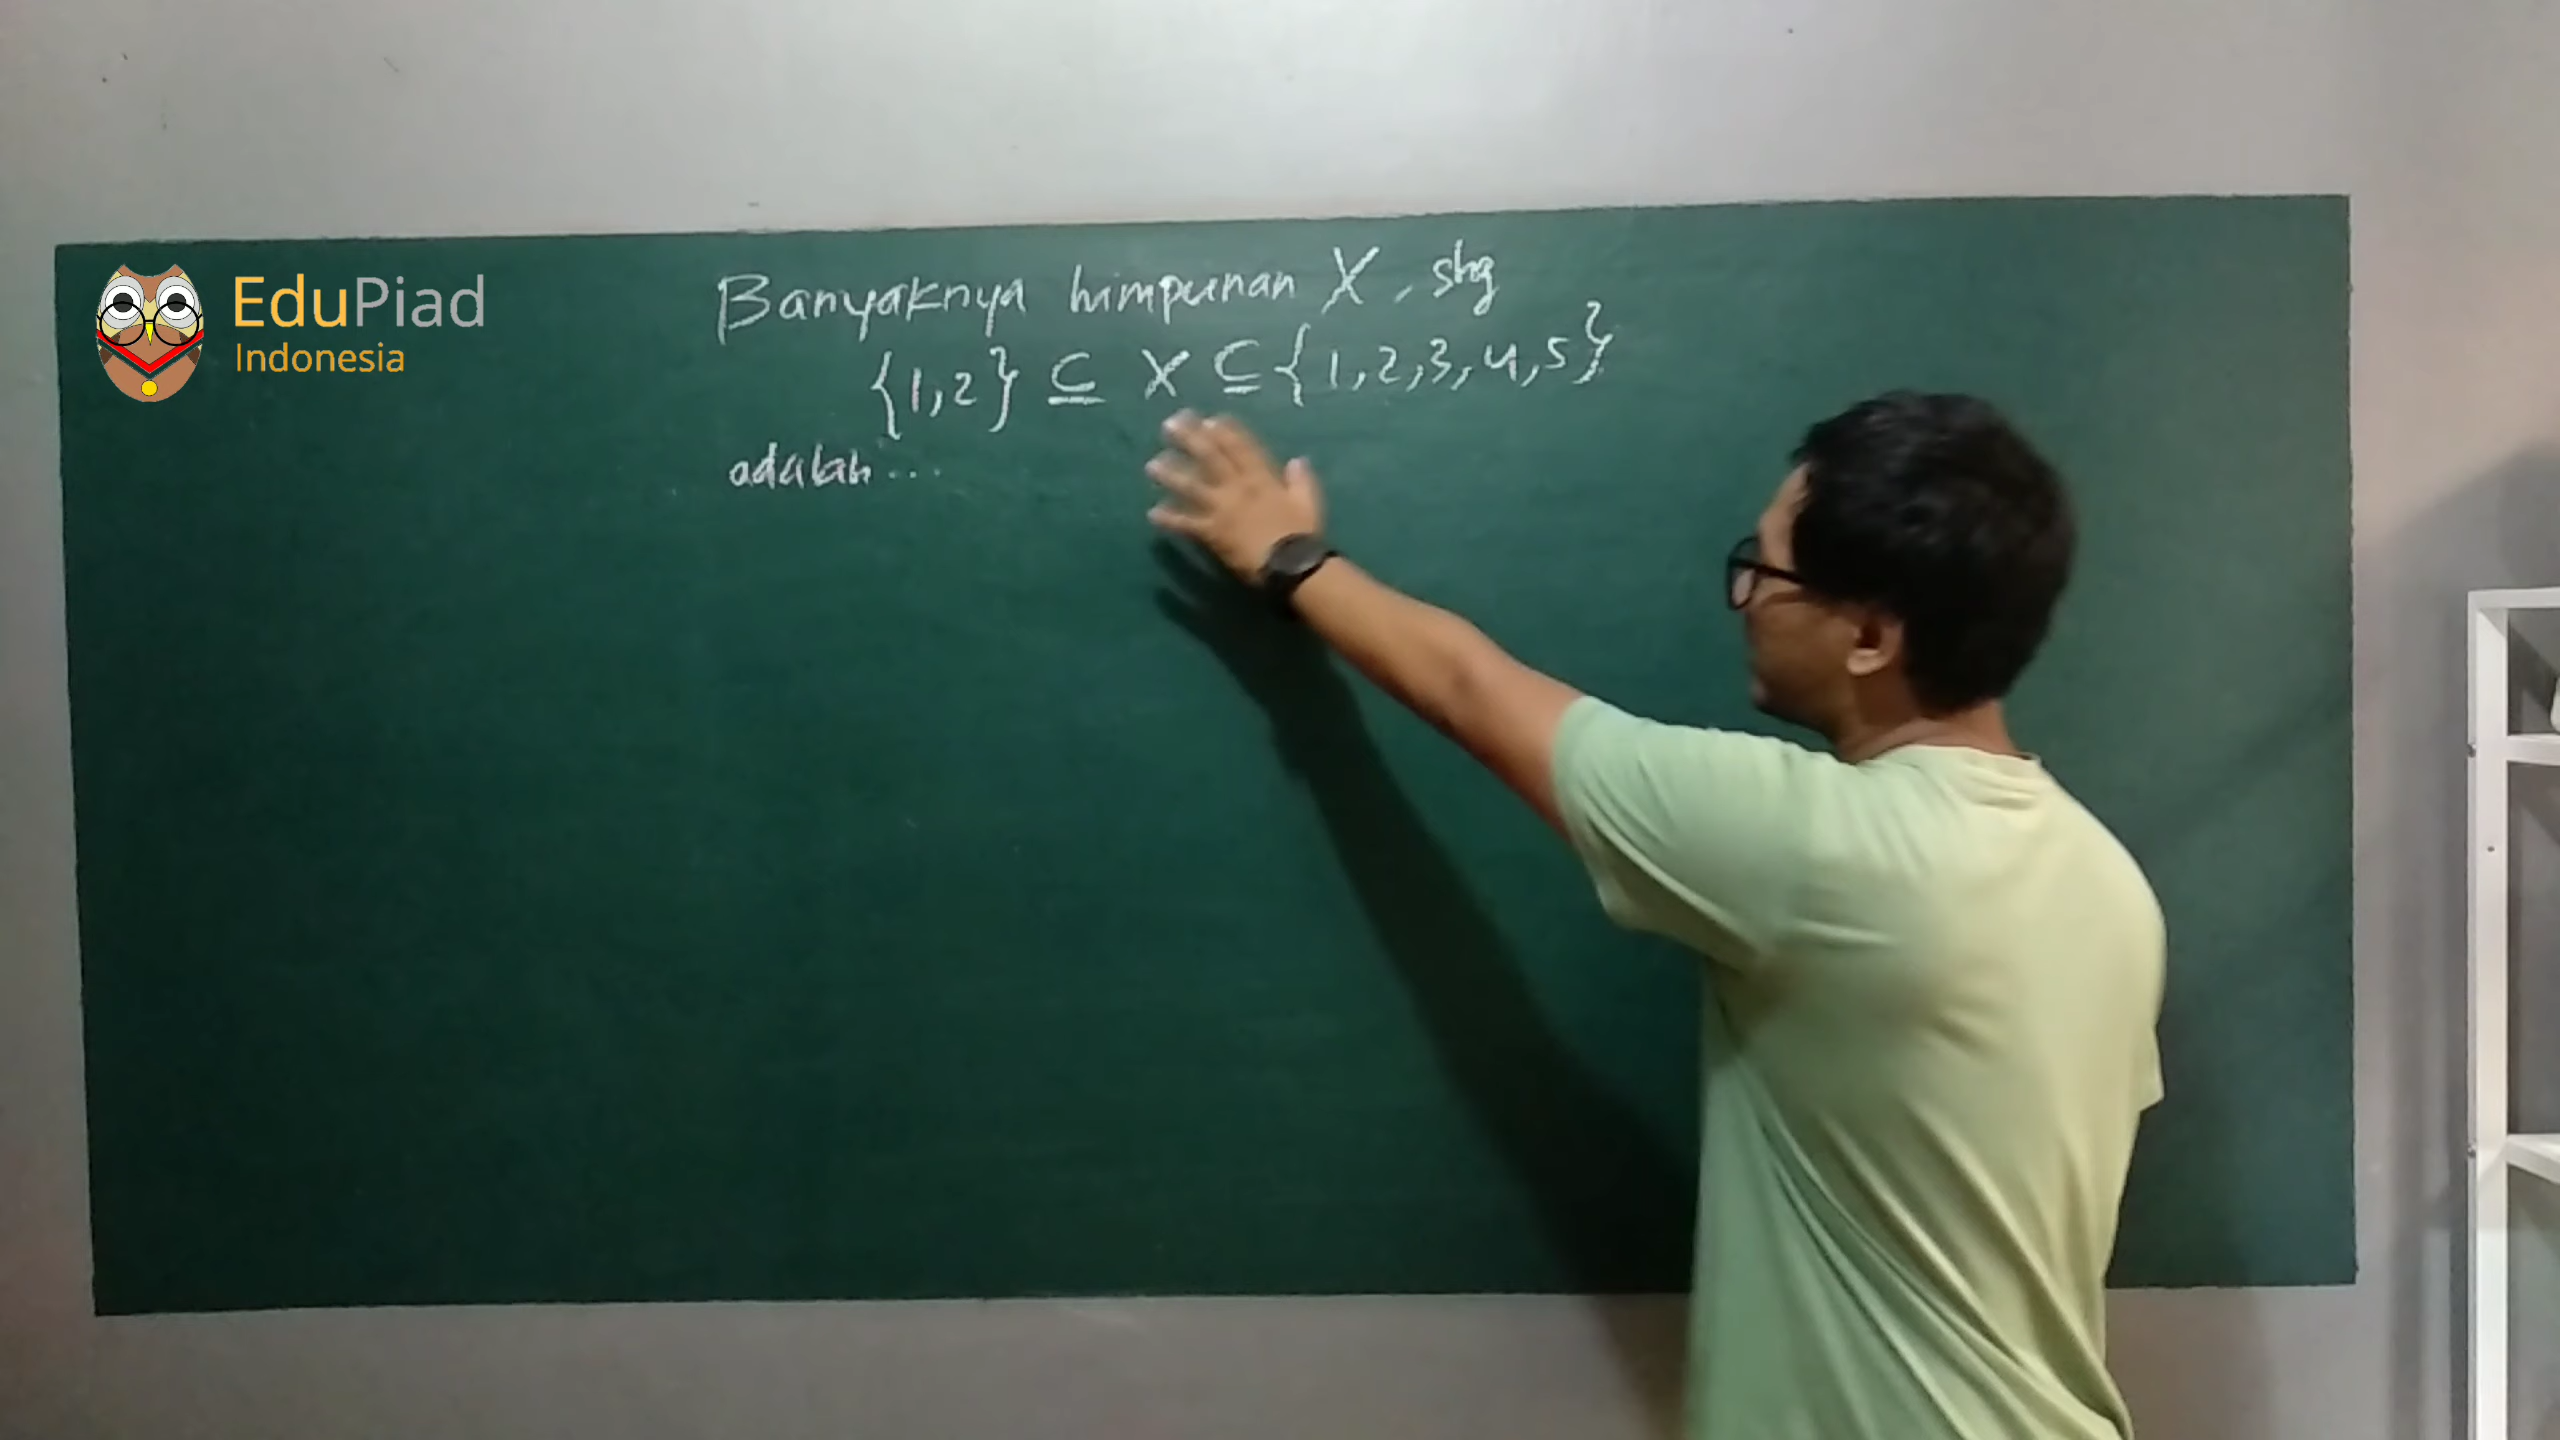 EduPiad
Indonesia
Banyaknya himpunan X, shg
{1,2} ⊆ X ⊆ {1,2,3,4,5}
adalah...